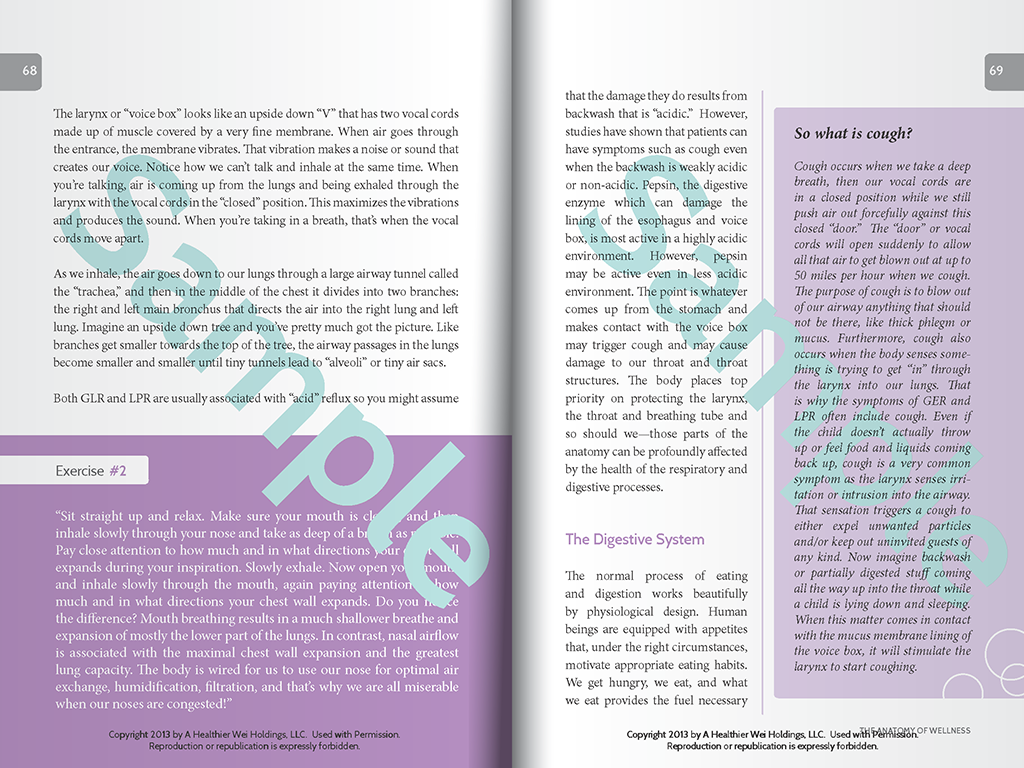 68
The larynx or “voice box” looks like an upside down “V” that has two vocal cords
made up of muscle covered by a very fine membrane. When air goes through
the entrance, the membrane vibrates. That vibration makes a noise or sound that
creates our voice. Notice how we can’t talk and inhale at the same time. When
you’re talking, air is coming up from the lungs and being exhaled through the
larynx with the vocal cords in the “closed” position. This maximizes the vibrations
and produces the sound. When you’re taking in a breath, that’s when the vocal
cords move apart.
As we inhale, the air goes down to our lungs through a large airway tunnel called
the “trachea,” and then in the middle of the chest it divides into two branches:
the right and left main bronchus that directs the air into the right lung and left
lung. Imagine an upside down tree and you’ve pretty much got the picture. Like
branches get smaller towards the top of the tree, the airway passages in the lungs
become smaller and smaller until tiny tunnels lead to “alveoli” or tiny air sacs.
Both GLR and LPR are usually associated with “acid” reflux so you might assume
Exercise #2
“Sit straight up and relax. Make sure your mouth is and then
inhale slowly through your nose and take as deep of a as
Pay close attention to how much and in what directions your
expands during your inspiration. Slowly exhale. Now open your mouth
and inhale slowly through the mouth, again paying attention how
much and in what directions your chest wall expands. Do you
the difference? Mouth breathing results in a much shallower breathe and
expansion of mostly the lower part of the lungs. In contrast, nasal airflow
is associated with the maximal chest wall expansion and the greatest
lung capacity. The body is wired for us to use our nose for optimal air
exchange, humidification, filtration, and that’s why we are all miserable
when our noses are congested!”
Sample
Copyright 2013 by A Healthier Wei Holdings, LLC. Used with Permission.
Reproduction or republication is expressly forbidden.
69
that the damage they do results from
backwash that is “acidic.” However,
studies have shown that patients can
have symptoms such as cough even
when the backwash is weakly acidic
or non-acidic. Pepsin, the digestive
enzyme which can damage the
lining of the esophagus and voice
box, is most active in a highly acidic
environment. However, pepsin
may be active even in less acidic
environment. The point is whatever
comes up from the stomach and
makes contact with the voice box
may trigger cough and may cause
damage to our throat and throat
structures. The body places top
priority on protecting the larynx,
the throat and breathing tube and
so should we—those parts of the
anatomy can be profoundly affected
by the health of the respiratory and
digestive processes.
The Digestive System
The normal process of eating
and digestion works beautifully
by physiological design. Human
beings are equipped with appetites
that, under the right circumstances,
motivate appropriate eating habits.
We get hungry, we eat, and what
we eat provides the fuel necessary
So what is cough?
Cough occurs when we take a deep
breath, then our vocal cords are
in a closed position while we still
push air out forcefully against this
closed “door.” The “door” or vocal
cords will open suddenly to allow
all that air to get blown out at up to
50 miles per hour when we cough.
The purpose of cough is to blow out
of our airway anything that should
not be there, like thick phlegm or
mucus. Furthermore, cough also
occurs when the body senses some-
thing is trying to get “in” through
the larynx into our lungs. That
is why the symptoms of GER and
LPR often include cough. Even if
the child doesn’t actually throw
up or feel food and liquids coming
back up, cough is a very common
symptom as the larynx senses irri-
tation or intrusion into the airway.
That sensation triggers a cough to
either expel unwanted particles
and/or keep out uninvited guests of
any kind. Now imagine backwash
or partially digested stuff coming
all the way up into the throat while
a child is lying down and sleeping.
When this matter comes in contact
with the mucus membrane lining of
the voice box, it will stimulate the
larynx to start coughing.
Sample
THE ANATOMY OF WELLNESS
Copyright 2013 by A Healthier Wei Holdings, LLC. Used with Permission.
Reproduction or republication is expressly forbidden.